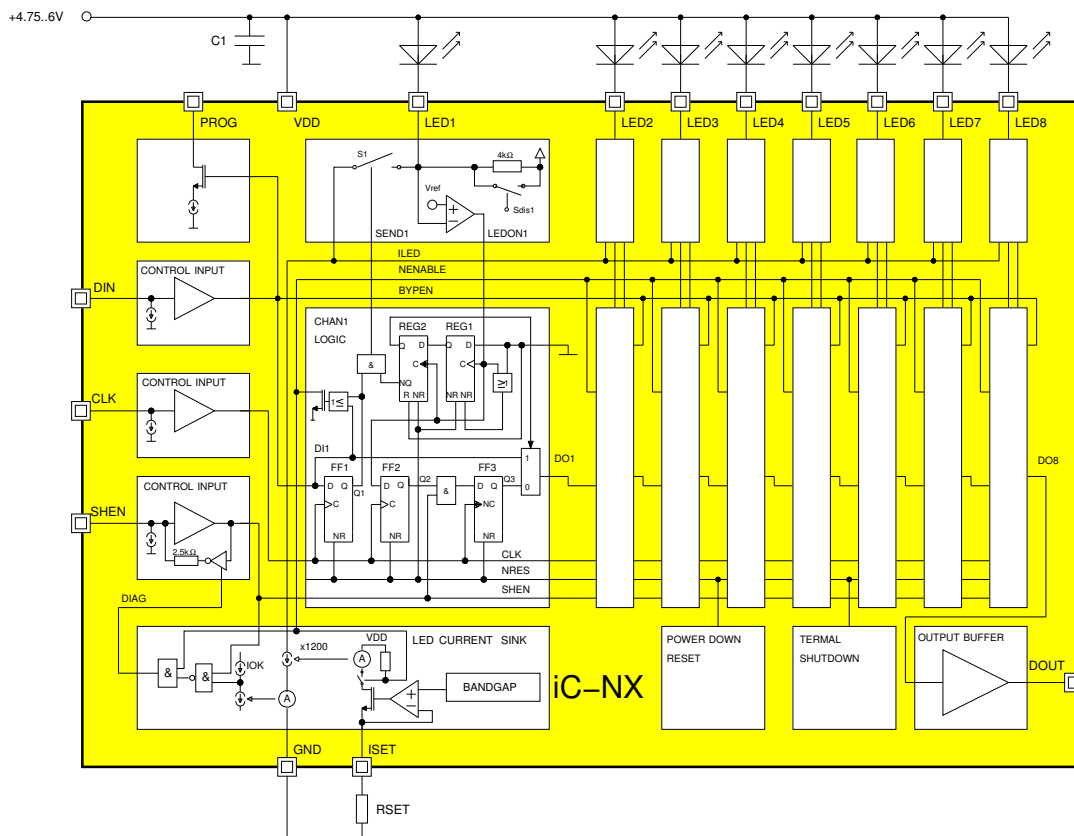 +4.75..6V
C1
PROG
VDD
LED1
LED2
LED3
LED4
LED5
LED6
LED7
LED8
S1
4kΩ
Vref
Sdis1
SEND1
LEDON1
ILED
NENABLE
BYPEN
CONTROL INPUT
DIN
CHAN1
LOGIC
REG2
REG1
Q
D
Q
D
C
C
&
NQ
R
NR
NR
NR
≥1
CONTROL INPUT
CLK
≥1
DI1
FF1
FF2
FF3
D
Q
Q1
D
Q
Q2
D
Q
Q3
C
C
NC
&
NR
NR
NR
1
0
DO1
DO8
CONTROL INPUT
SHEN
2.5kΩ
CLK
NRES
SHEN
DIAG
LED CURRENT SINK
VDD
x1200
IOK
&
&
A
A
BANDGAP
iC-NX
POWER DOWN
RESET
TERMAL
SHUTDOWN
OUTPUT BUFFER
DOUT
GND
ISET
RSET